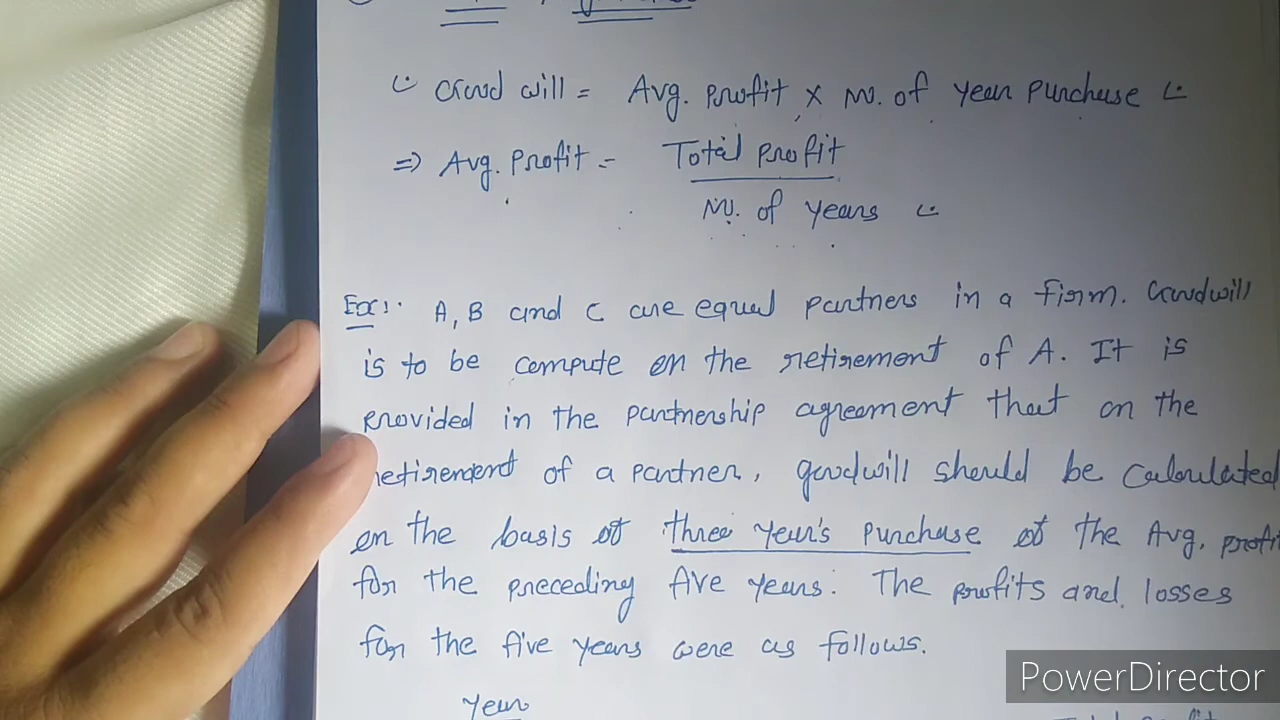 Goodwill = Avg. Profit × No. of year purchase
⇒ Avg. Profit = Total Profit
No. of years
Ex:. A, B and C are equal partners in a firm. Goodwill
is to be compute on the retirement of A. It is
provided in the partnership agreement that on the
retirement of a partner, goodwill should be calculated
on the basis of three year's purchase of the Avg. profit
for the preceding five years. The profits and losses
for the five years were as follows.
Year
Total Profit
PowerDirector